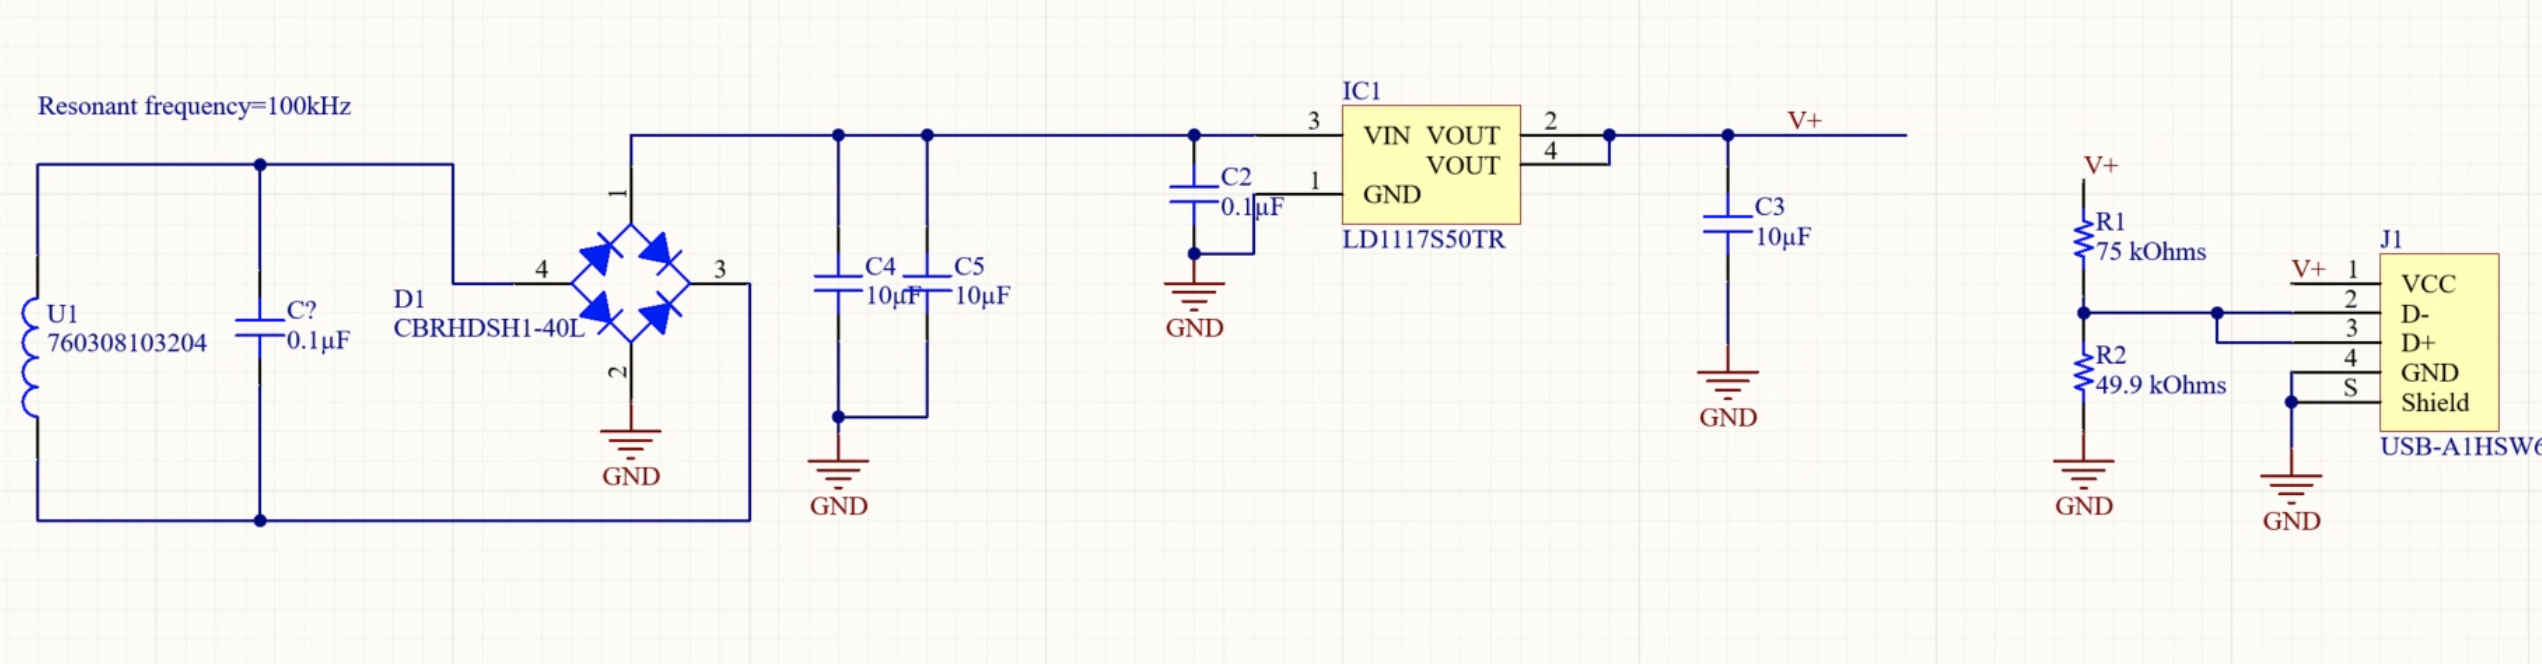 Resonant frequency=100kHz
U1
760308103204
C?
0.1µF
D1
CBRHDSH1-40L
4
1
3
2
GND
C4
10µF
C5
10µF
GND
C2
0.1µF
GND
IC1
3
VIN
VOUT
2
VOUT
4
1
GND
LD1117S50TR
V+
C3
10µF
GND
V+
R1
75 kOhms
R2
49.9 kOhms
GND
J1
V+
1
VCC
2
D-
3
D+
4
GND
S
Shield
USB-A1HSW6
GND